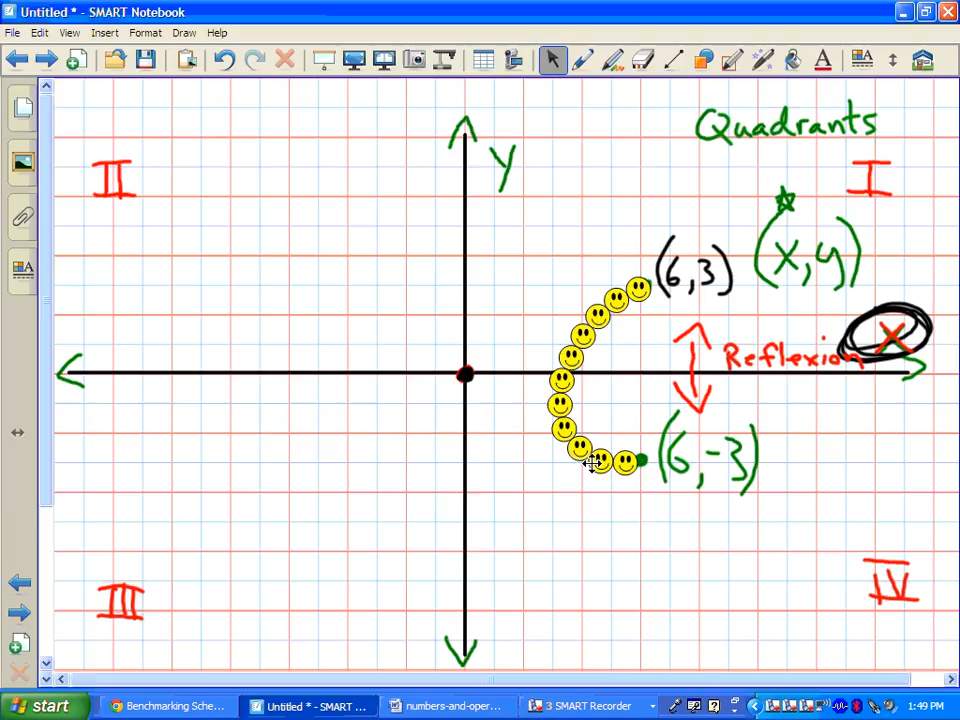 Untitled * - SMART Notebook
File Edit View Insert Format Draw Help
Quadrants
II
Y
I
(6,3)
(x,y)
Reflexion
X
(6,-3)
III
IV
start
Benchmarking Sche...
Untitled * - SMART ...
numbers-and-oper...
3 SMART Recorder
1:49 PM